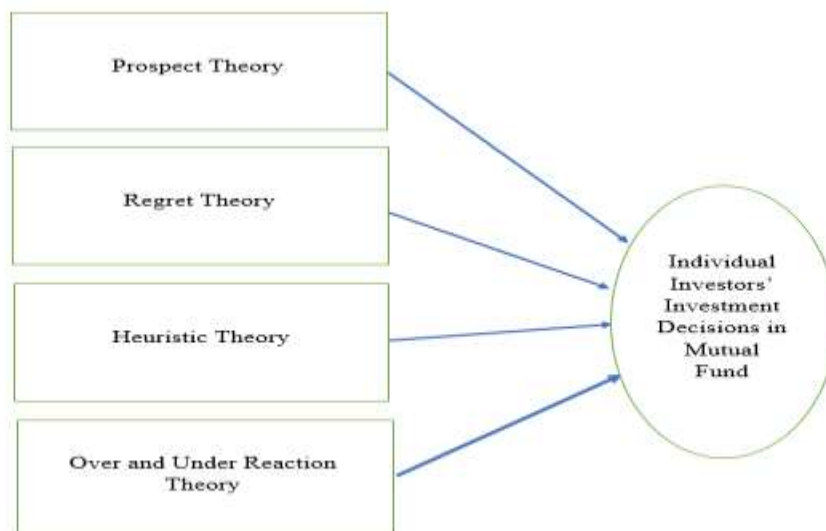 Prospect Theory
Regret Theory
Heuristic Theory
Over and Under Reaction
Theory
Individual
Investors'
Investment
Decisions in
Mutual
Fund